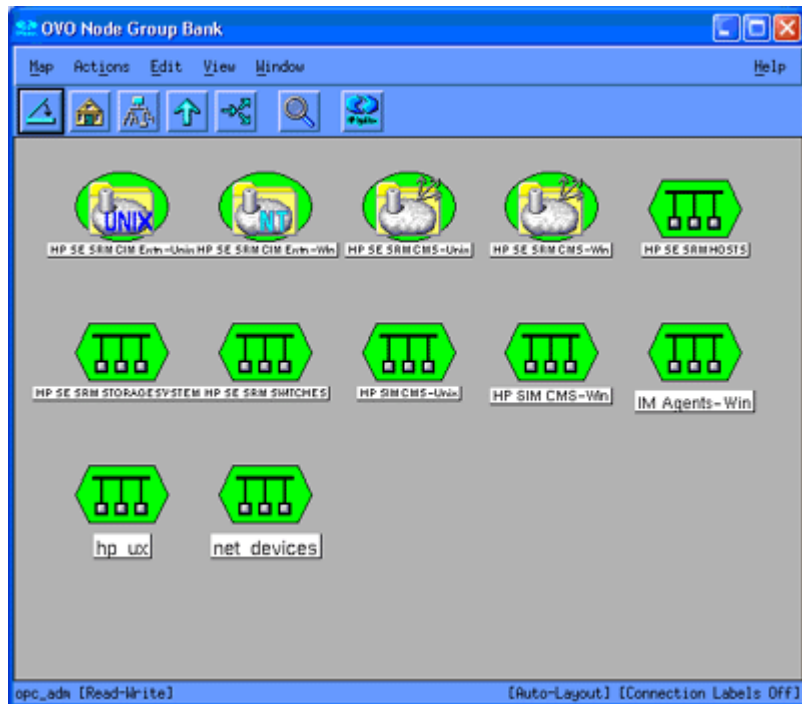 OVO Node Group Bank
Map Actions Edit View Window Help
UNIX NT
HP SE SRM CIM Extn-Unix HP SE SRM CIM Extn-Win HP SE SRM CMS-Unix HP SE SRM CMS-Win HP SE SRM HOSTS
HP SE SRM STORAGE SYSTEM HP SE SRM SWITCHES HP SIM CMS-Unix HP SIM CMS-Win IM Agents-Win
hp ux net devices
opc_adm [Read-Write] [Auto-Layout] [Connection Labels Off]